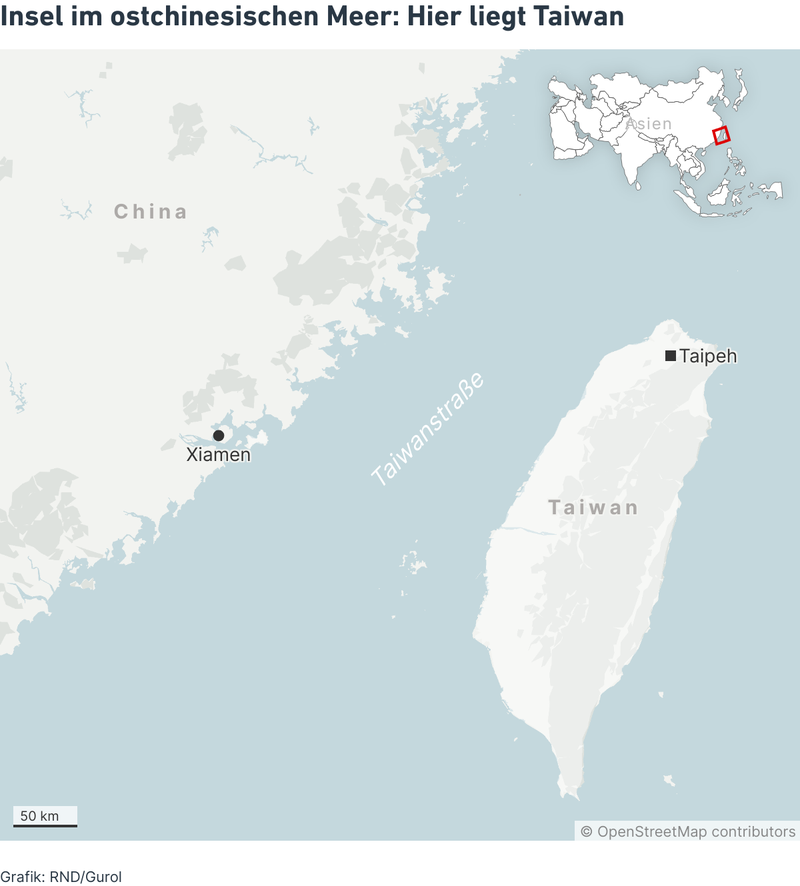 Insel im ostchinesischen Meer: Hier liegt Taiwan
Asien
China
Taipeh
Taiwanstraße
Xiamen
Taiwan
50 km
© OpenStreetMap contributors
Grafik: RND/Gurol